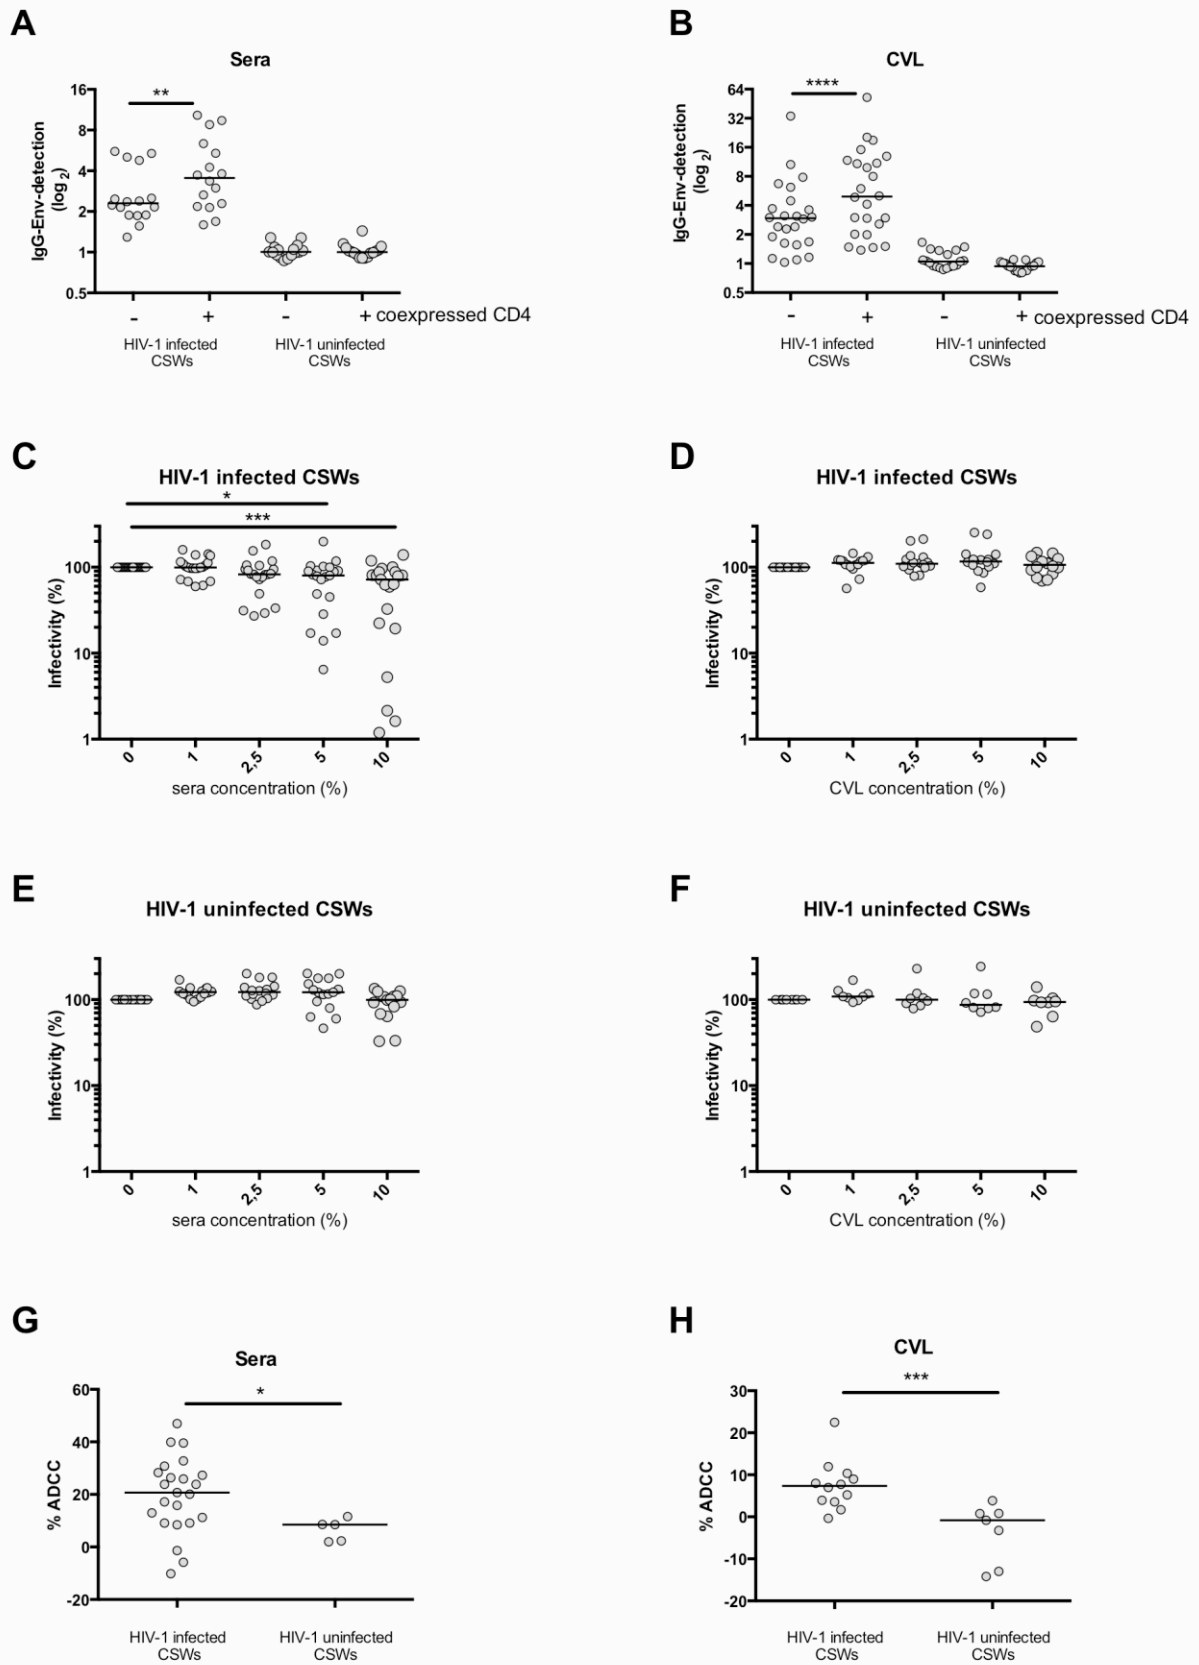 A
Sera
IgG-Env-detection
(log 2)
16
8
4
2
1
0.5
**
- + - + coexpressed CD4
HIV-1 infected
CSWs
HIV-1 uninfected
CSWs
B
CVL
IgG-Env-detection
(log 2)
64
32
16
8
4
2
1
0.5
****
- + - + coexpressed CD4
HIV-1 infected
CSWs
HIV-1 uninfected
CSWs
C
HIV-1 infected CSWs
*
***
Infectivity (%)
100
10
1
0 1 2,5 5 10
sera concentration (%)
D
HIV-1 infected CSWs
Infectivity (%)
100
10
1
0 1 2,5 5 10
CVL concentration (%)
E
HIV-1 uninfected CSWs
Infectivity (%)
100
10
1
0 1 2,5 5 10
sera concentration (%)
F
HIV-1 uninfected CSWs
Infectivity (%)
100
10
1
0 1 2,5 5 10
CVL concentration (%)
G
Sera
*
% ADCC
60
40
20
0
-20
HIV-1 infected
CSWs
HIV-1 uninfected
CSWs
H
CVL
***
% ADCC
30
20
10
0
-10
-20
HIV-1 infected
CSWs
HIV-1 uninfected
CSWs